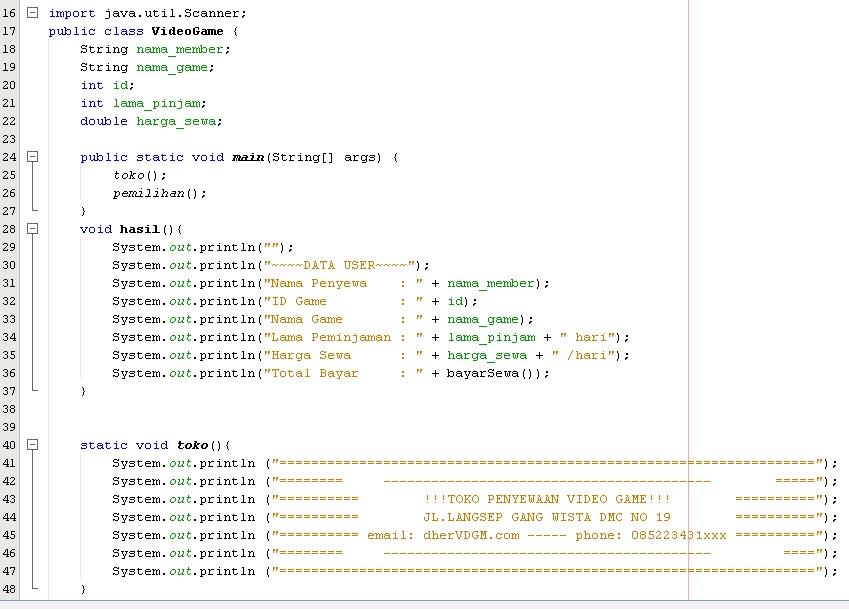 16 import java.util.Scanner;
17 public class VideoGame {
18     String nama_member;
19     String nama_game;
20     int id;
21     int lama_pinjam;
22     double harga_sewa;
23
24     public static void main(String[] args) {
25         toko();
26         pemilihan();
27     }
28     void hasil(){
29         System.out.println("");
30         System.out.println("~~~~DATA USER~~~~");
31         System.out.println("Nama Penyewa    : " + nama_member);
32         System.out.println("ID Game         : " + id);
33         System.out.println("Nama Game       : " + nama_game);
34         System.out.println("Lama Peminjaman : " + lama_pinjam + " hari");
35         System.out.println("Harga Sewa      : " + harga_sewa + " /hari");
36         System.out.println("Total Bayar     : " + bayarSewa());
37     }
38
39
40     static void toko(){
41         System.out.println ("===================================================================");
42         System.out.println ("========     -----------------------------------------        =====");
43         System.out.println ("==========        !!!TOKO PENYEWAAN VIDEO GAME!!!        ==========");
44         System.out.println ("==========        JL.LANGSEP GANG WISTA DMC NO 19        ==========");
45         System.out.println ("========== email: dherVDGM.com ----- phone: 085223431xxx ==========");
46         System.out.println ("========     -----------------------------------------         ====");
47         System.out.println ("===================================================================");
48     }